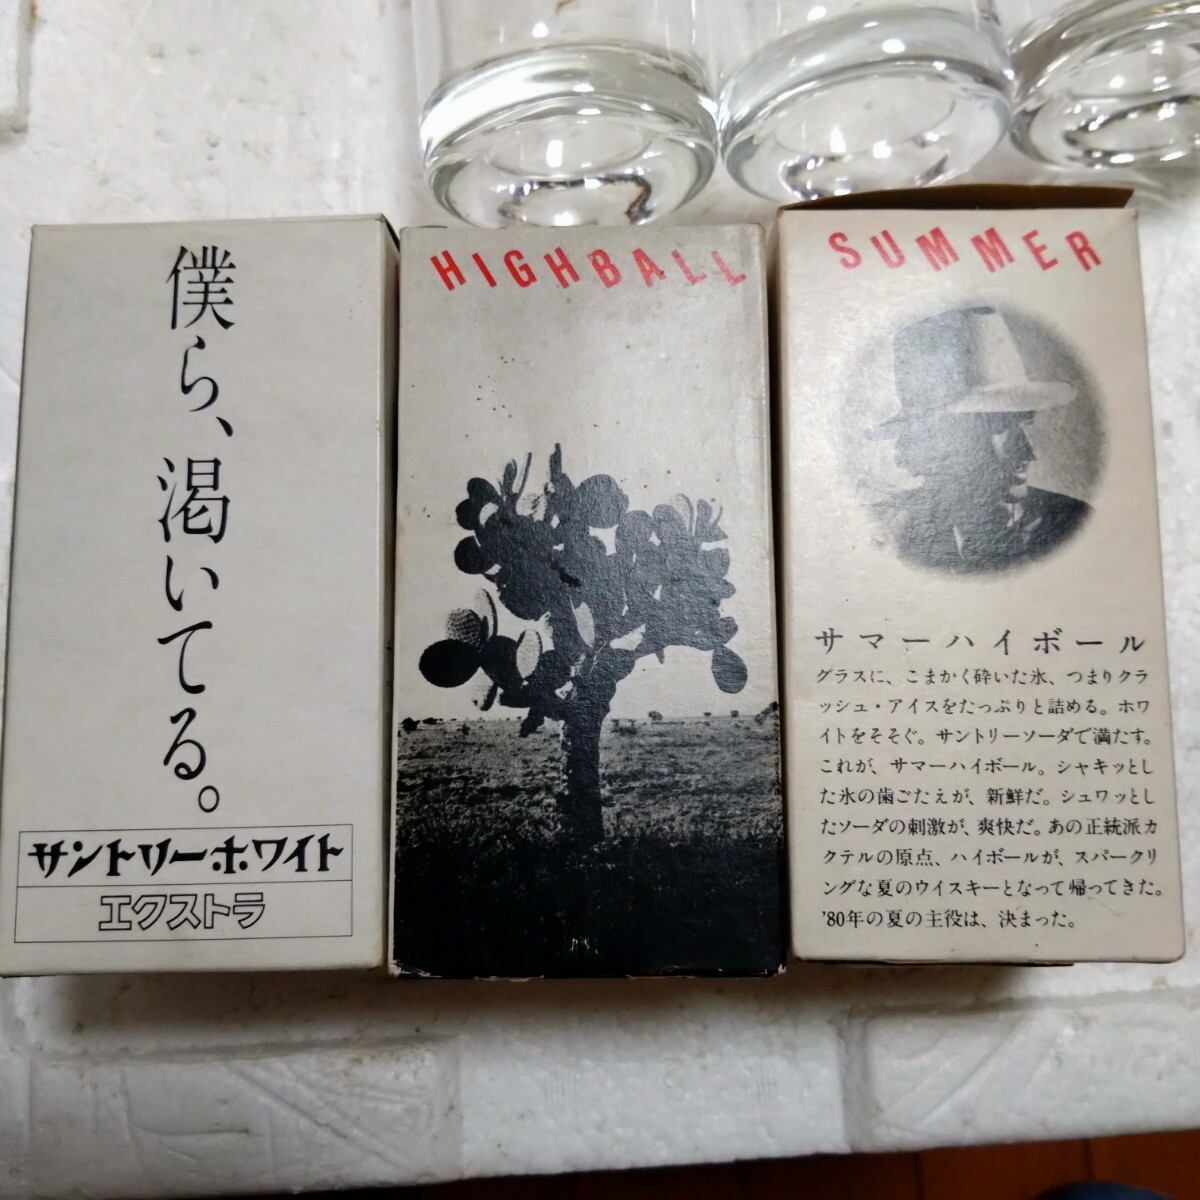 僕ら、渇いてる。
サントリーホワイト
エクストラ
HIGHBALL
SUMMER
サマーハイボール
グラスに、こまかく砕いた氷、つまりクラ
ッシュ・アイスをたっぷりと詰める。ホワ
イトをそそぐ。サントリーソーダで満たす。
これが、サマーハイボール。シャキッとし
た氷の歯ごたえが、新鮮だ。シュワッとし
たソーダの刺激が、爽快だ。あの正統派カ
クテルの原点、ハイボールが、スパークリ
ングな夏のウイスキーとなって帰ってきた。
'80年の夏の主役は、決まった。